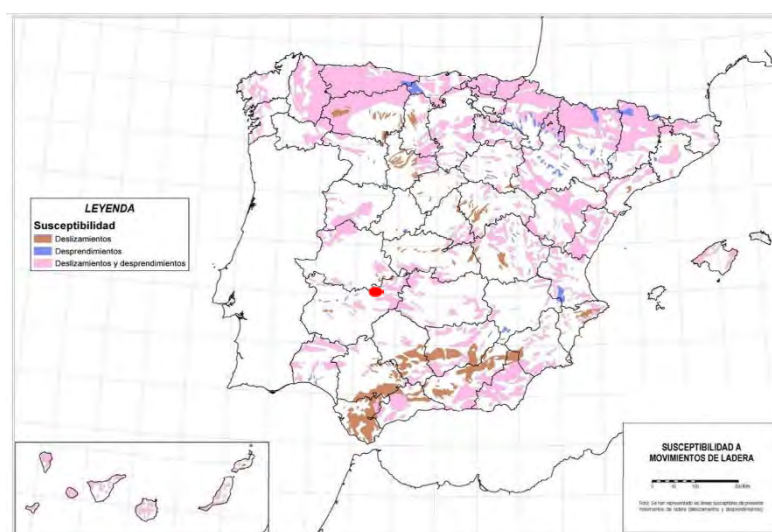 LEYENDA
Susceptibilidad
Deslizamientos
Desprendimientos
Deslizamientos y desprendimientos
SUSCEPTIBILIDAD A
MOVIMIENTOS DE LADERA